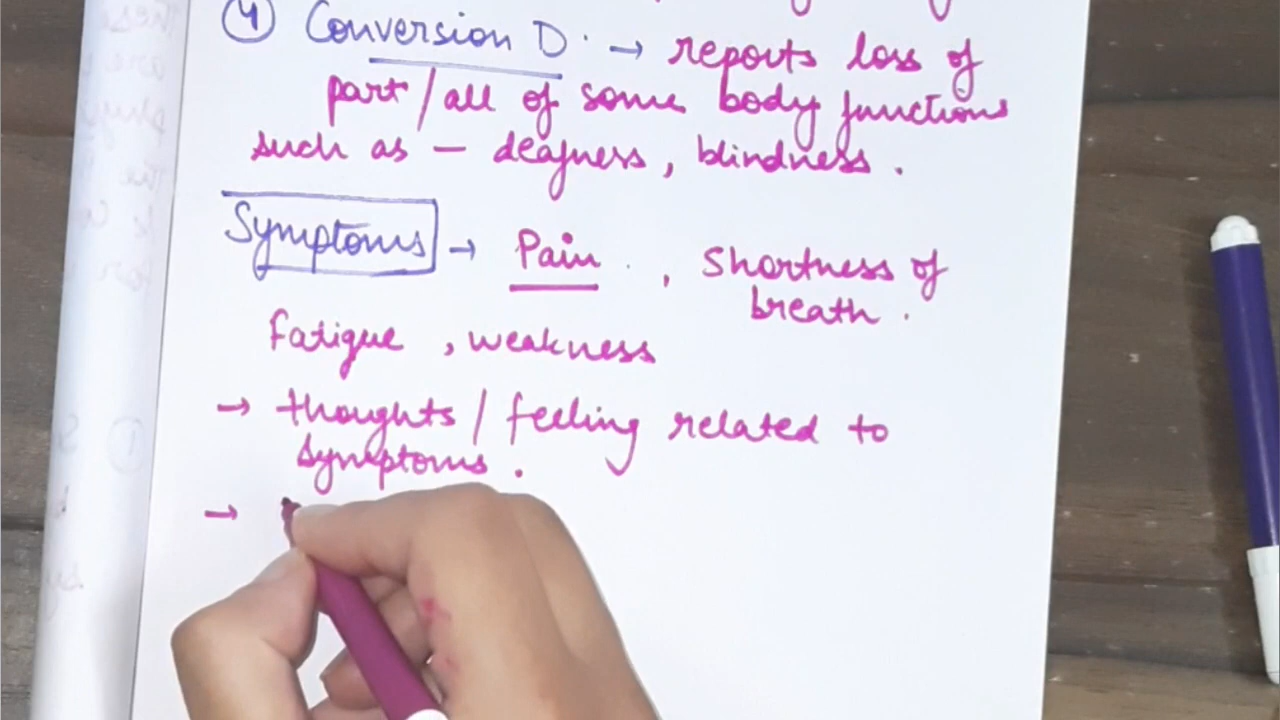 ④ Conversion D. → reports loss of
part/all of some body functions
such as – deafness, blindness.
Symptoms → Pain , Shortness of
breath.
Fatigue , weakness
→ thoughts / feeling related to
symptoms.
→